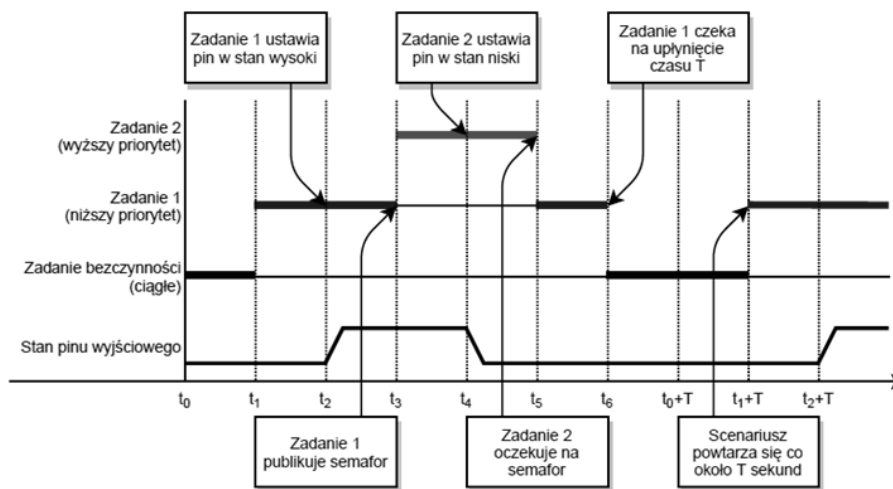 Zadanie 1 ustawia
pin w stan wysoki
Zadanie 2 ustawia
pin w stan niski
Zadanie 1 czeka
na upłynięcie
czasu T
Zadanie 2
(wyższy priorytet)
Zadanie 1
(niższy priorytet)
Zadanie bezczynności
(ciągłe)
Stan pinu wyjściowego
t0 t1 t2 t3 t4 t5 t6 t0+T t1+T t2+T
Zadanie 1
publikuje semafor
Zadanie 2
oczekuje na
semafor
Scenariusz
powtarza się co
około T sekund